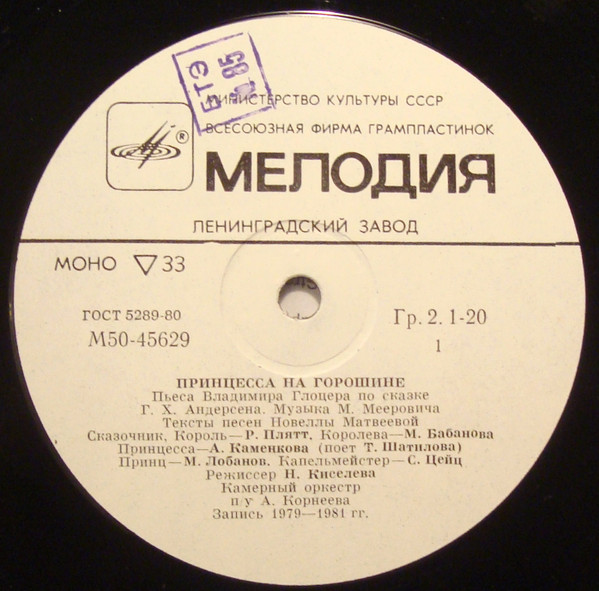 МИНИСТЕРСТВО КУЛЬТУРЫ СССР
ВСЕСОЮЗНАЯ ФИРМА ГРАМПЛАСТИНОК
®
МЕЛОДИЯ
ЛЕНИНГРАДСКИЙ ЗАВОД
МОНО ▽ 33
ГОСТ 5289-80
М50-45629
Гр. 2. 1-20
1
ПРИНЦЕССА НА ГОРОШИНЕ
Пьеса Владимира Глоцера по сказке
Г. Х. Андерсена. Музыка М. Мееровича
Тексты песен Новеллы Матвеевой
Сказочник, Король—Р. Плятт, Королева—М. Бабанова
Принцесса—А. Каменкова (поет Т. Шатилова)
Принц—М. Лобанов. Капельмейстер—С. Цейц
Режиссер Н. Киселева
Камерный оркестр
п/у А. Корнеева
Запись 1979—1981 гг.